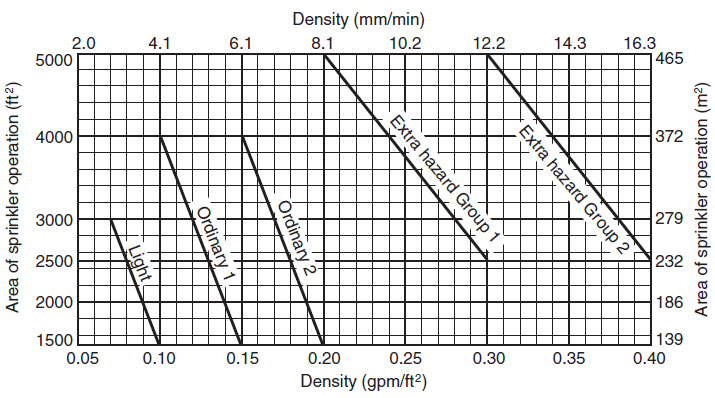 Density (mm/min)
2.0 4.1 6.1 8.1 10.2 12.2 14.3 16.3
5000 465
4000 372
3000 279
2500 232
2000 186
1500 139
Area of sprinkler operation (ft²)
Area of sprinkler operation (m²)
Light
Ordinary 1
Ordinary 2
Extra hazard Group 1
Extra hazard Group 2
0.05 0.10 0.15 0.20 0.25 0.30 0.35 0.40
Density (gpm/ft²)